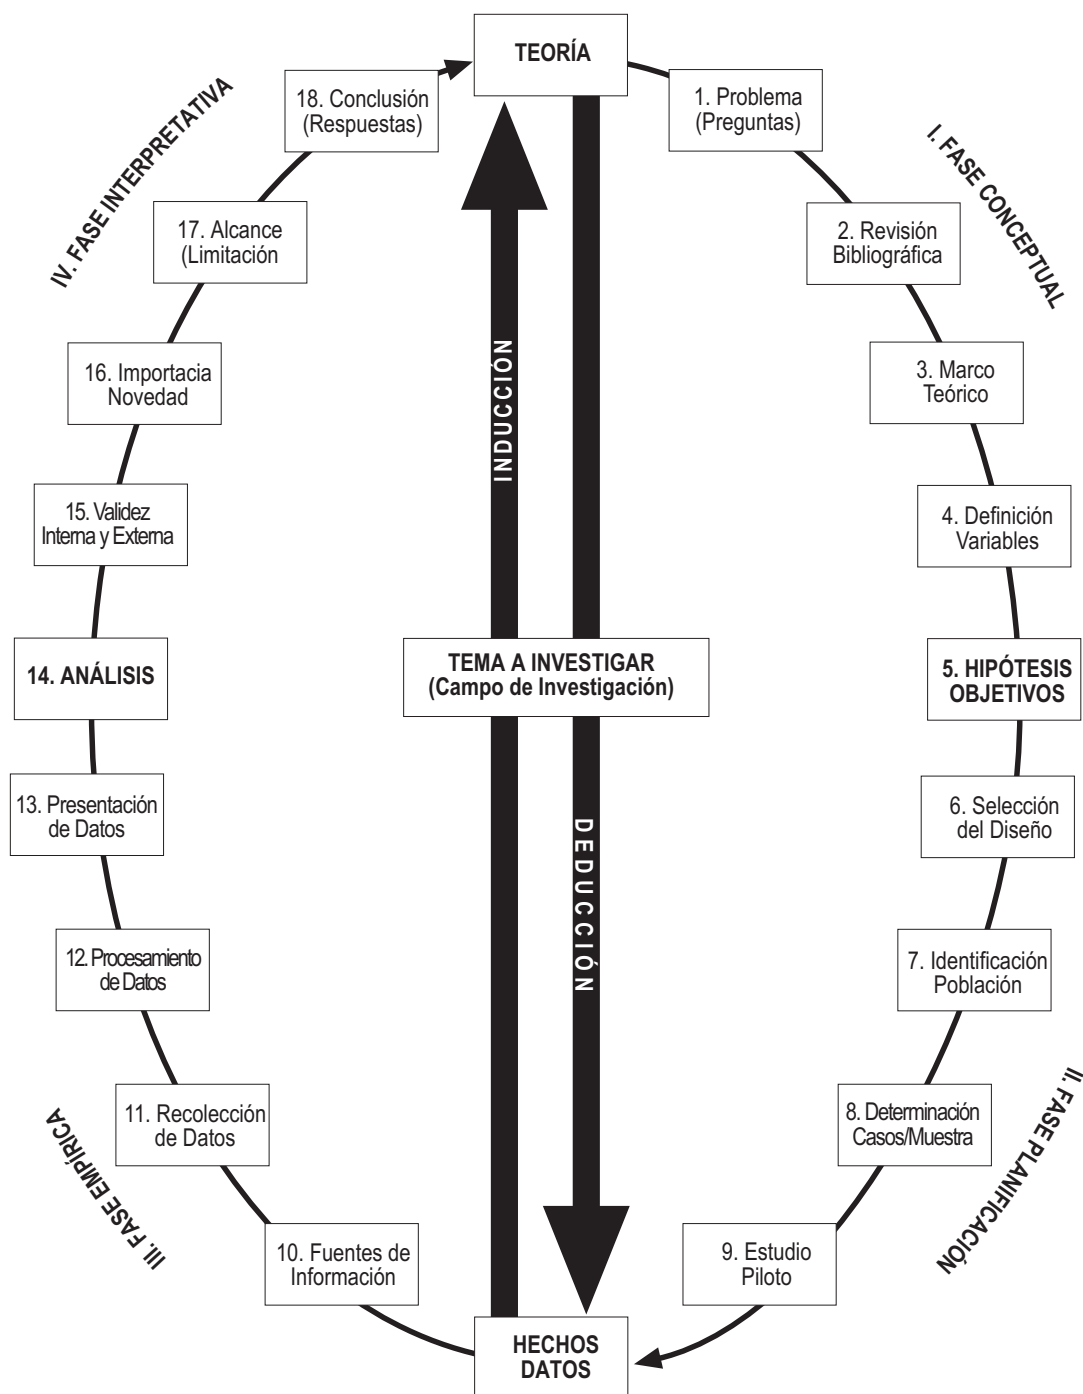 TEORÍA
1. Problema
(Preguntas)
I. FASE CONCEPTUAL
2. Revisión
Bibliográfica
3. Marco
Teórico
4. Definición
Variables
5. HIPÓTESIS
OBJETIVOS
6. Selección
del Diseño
7. Identificación
Población
II. FASE PLANIFICACIÓN
8. Determinación
Casos/Muestra
9. Estudio
Piloto
HECHOS
DATOS
10. Fuentes de
Información
III. FASE EMPÍRICA
11. Recolección
de Datos
12. Procesamiento
de Datos
13. Presentación
de Datos
14. ANÁLISIS
15. Validez
Interna y Externa
16. Importacia
Novedad
17. Alcance
(Limitación
IV. FASE INTERPRETATIVA
18. Conclusión
(Respuestas)
INDUCCIÓN
TEMA A INVESTIGAR
(Campo de Investigación)
DEDUCCIÓN